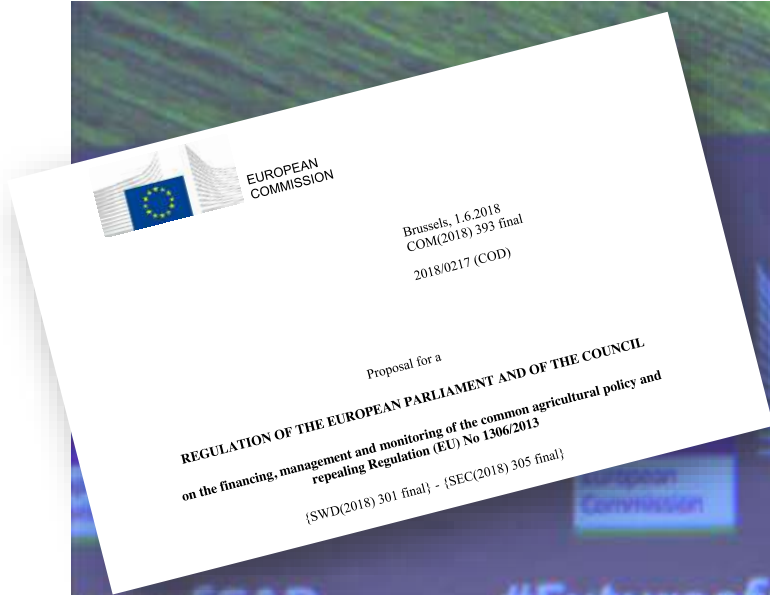 EUROPEAN
COMMISSION
Brussels, 1.6.2018
COM(2018) 393 final
2018/0217 (COD)
Proposal for a
REGULATION OF THE EUROPEAN PARLIAMENT AND OF THE COUNCIL
on the financing, management and monitoring of the common agricultural policy and
repealing Regulation (EU) No 1306/2013
{SWD(2018) 301 final} - {SEC(2018) 305 final}
European
Commission